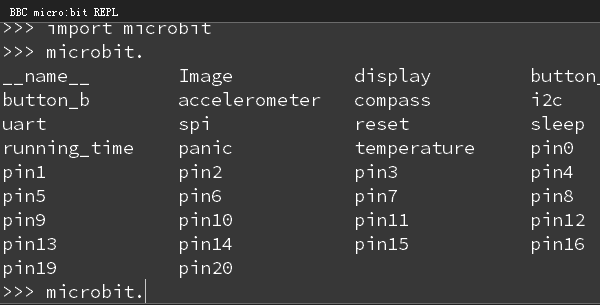 BBC micro:bit REPL
>>> import microbit
>>> microbit.
__name__ Image display button_
button_b accelerometer compass i2c
uart spi reset sleep
running_time panic temperature pin0
pin1 pin2 pin3 pin4
pin5 pin6 pin7 pin8
pin9 pin10 pin11 pin12
pin13 pin14 pin15 pin16
pin19 pin20
>>> microbit.